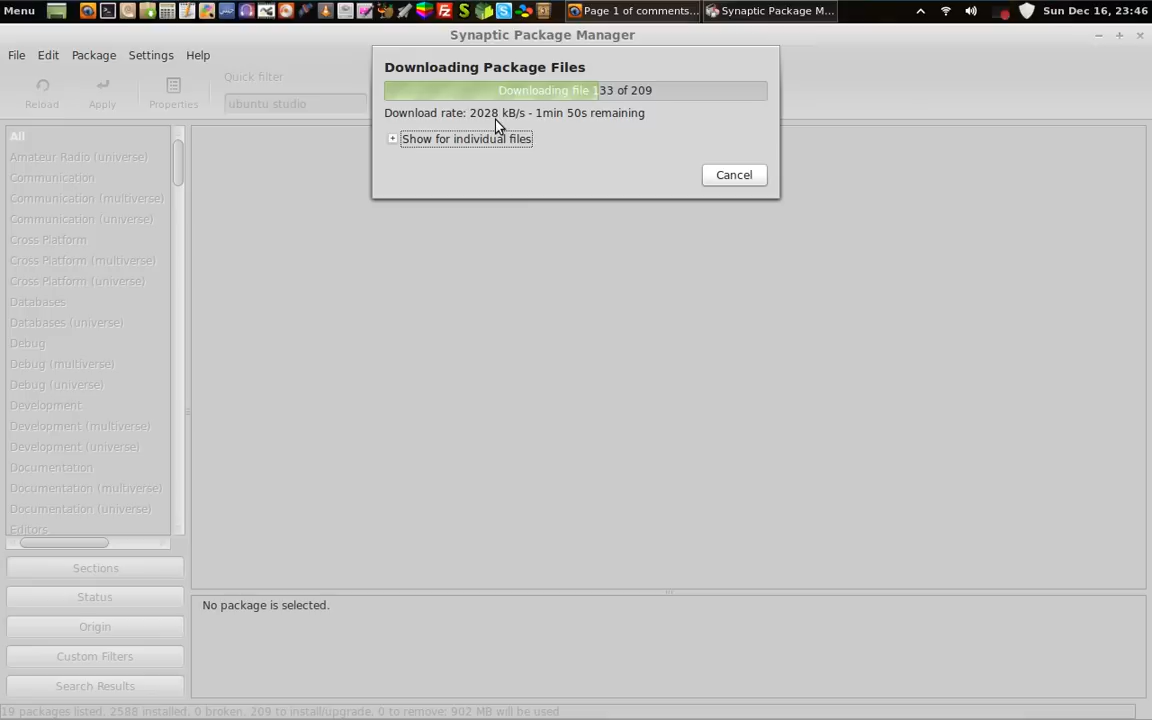 Menu
Page 1 of comments...
Synaptic Package M...
Sun Dec 16, 23:46
Synaptic Package Manager
File Edit Package Settings Help
Reload
Apply
Properties
Quick filter
ubuntu studio
Downloading Package Files
Downloading file 133 of 209
Download rate: 2028 kB/s - 1min 50s remaining
Show for individual files
Cancel
All
Amateur Radio (universe)
Communication
Communication (multiverse)
Communication (universe)
Cross Platform
Cross Platform (multiverse)
Cross Platform (universe)
Databases
Databases (universe)
Debug
Debug (multiverse)
Debug (universe)
Development
Development (multiverse)
Development (universe)
Documentation
Documentation (multiverse)
Documentation (universe)
Editors
Sections
Status
Origin
Custom Filters
Search Results
No package is selected.
19 packages listed, 2588 installed, 0 broken. 209 to install/upgrade, 0 to remove; 902 MB will be used